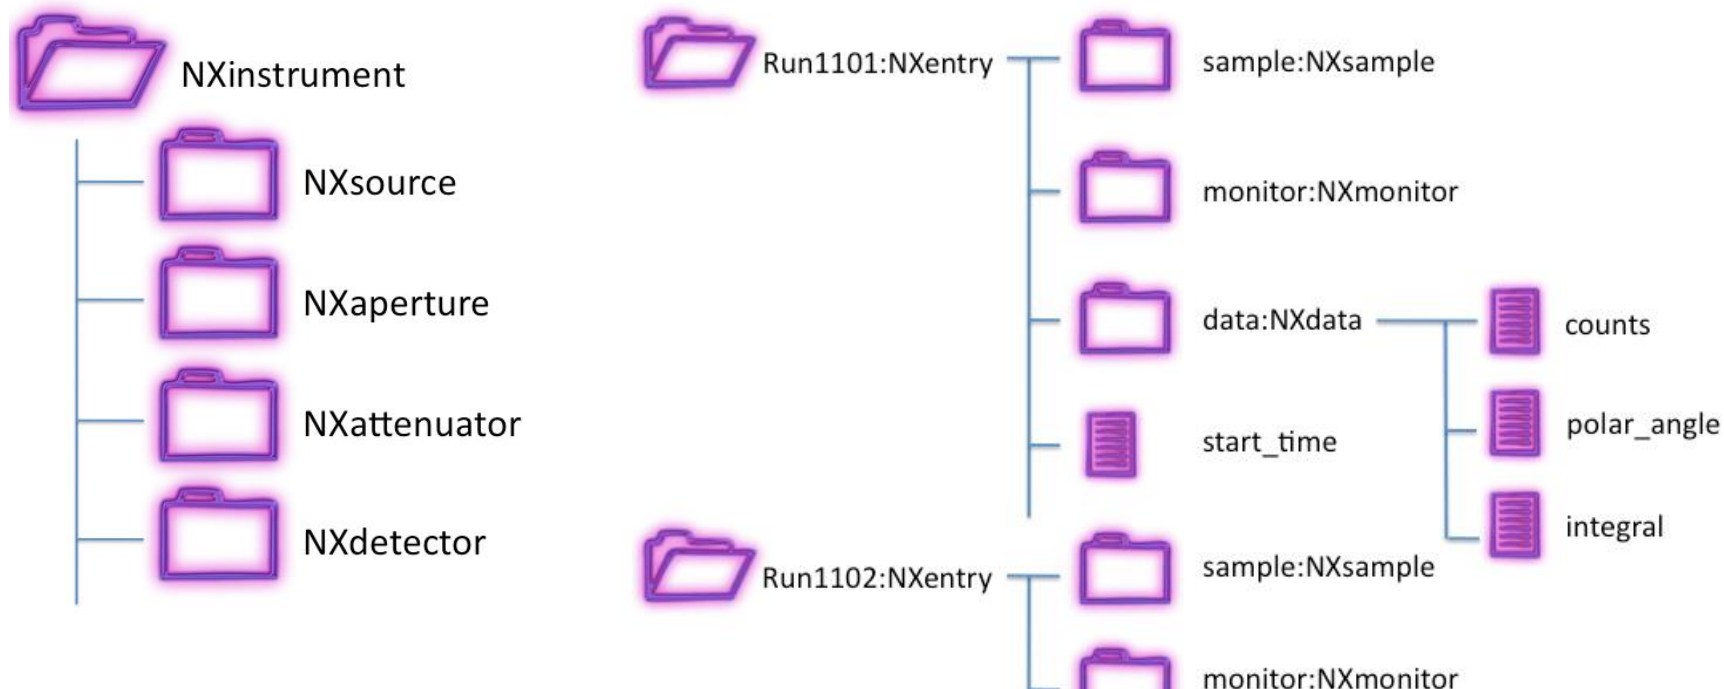 NXinstrument
NXsource
NXaperture
NXattenuator
NXdetector
Run1101:NXentry
sample:NXsample
monitor:NXmonitor
data:NXdata
counts
polar_angle
integral
start_time
Run1102:NXentry
sample:NXsample
monitor:NXmonitor